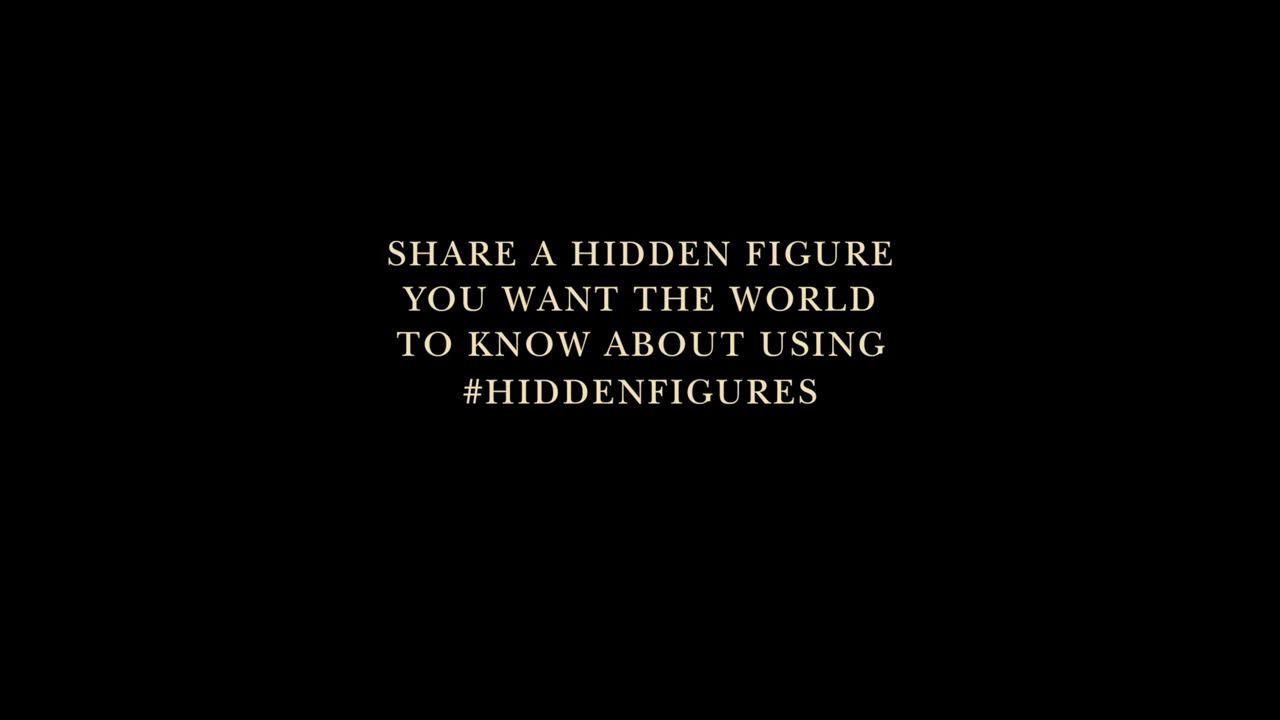 SHARE A HIDDEN FIGURE
YOU WANT THE WORLD
TO KNOW ABOUT USING
#HIDDENFIGURES